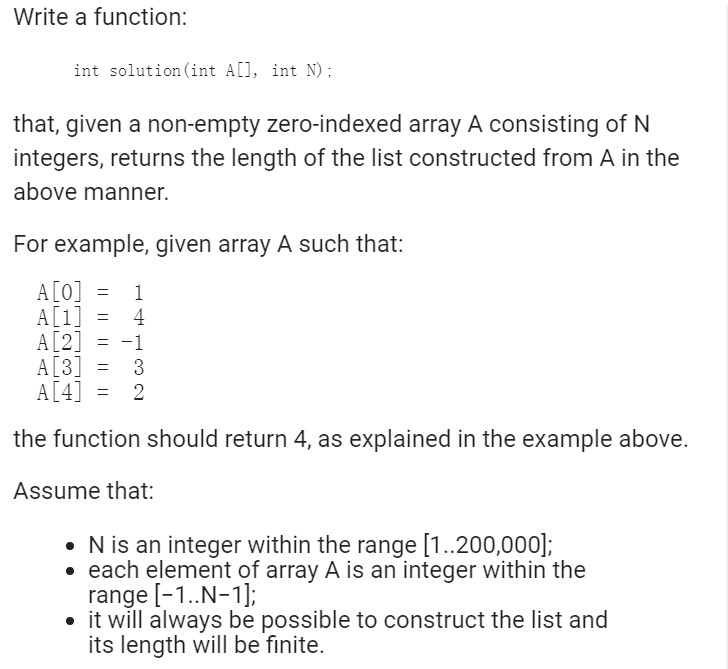 Write a function:
int solution(int A[], int N);
that, given a non-empty zero-indexed array A consisting of N
integers, returns the length of the list constructed from A in the
above manner.
For example, given array A such that:
A[0] = 1
A[1] = 4
A[2] = -1
A[3] = 3
A[4] = 2
the function should return 4, as explained in the example above.
Assume that:
• N is an integer within the range [1..200,000];
• each element of array A is an integer within the
range [−1..N−1];
• it will always be possible to construct the list and
its length will be finite.